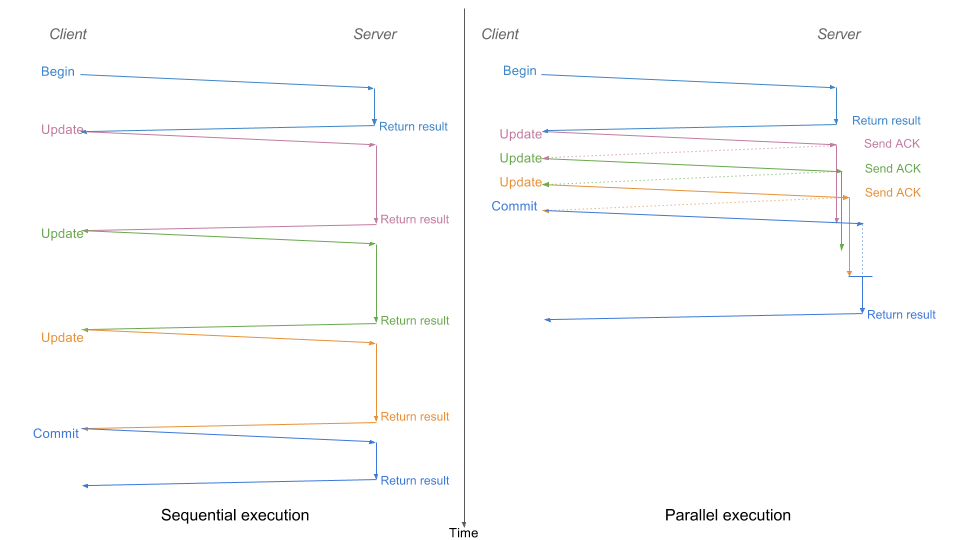 Client
Server
Begin
Return result
Update
Return result
Update
Return result
Update
Return result
Commit
Return result
Sequential execution
Time
Client
Server
Begin
Return result
Update
Send ACK
Update
Send ACK
Update
Send ACK
Commit
Return result
Parallel execution